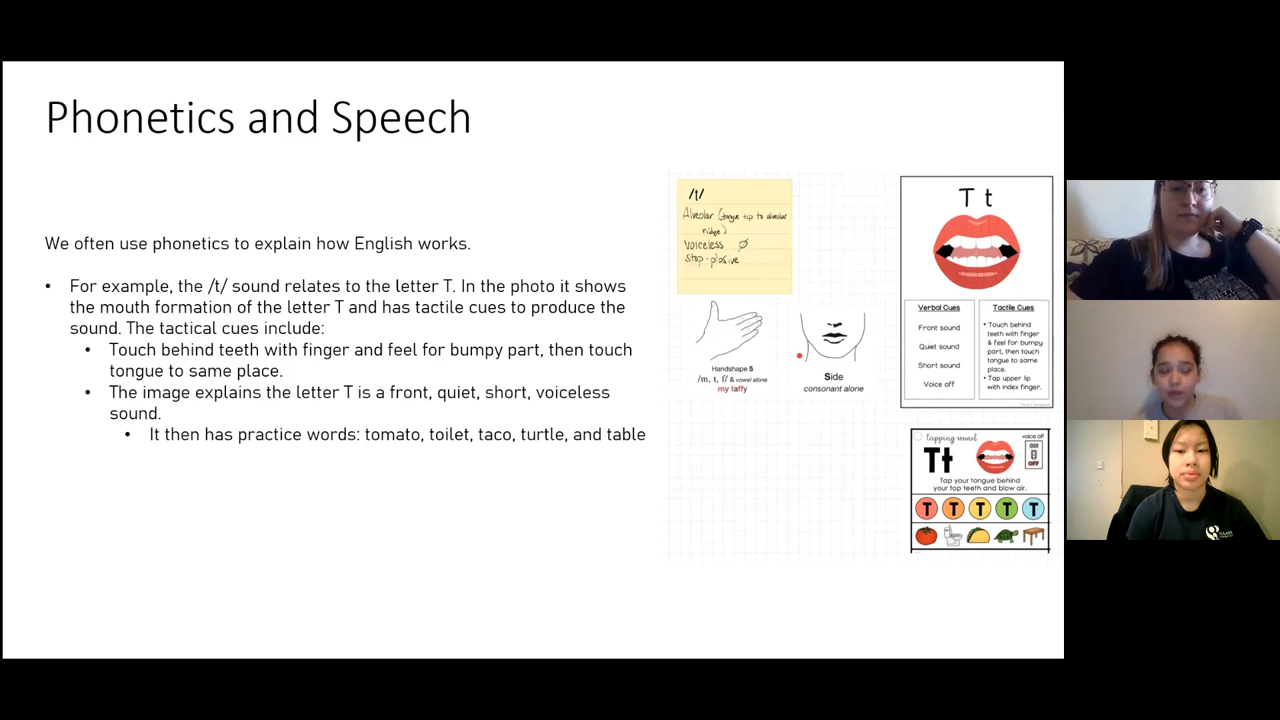 Phonetics and Speech
We often use phonetics to explain how English works.
• For example, the /t/ sound relates to the letter T. In the photo it shows
the mouth formation of the letter T and has tactile cues to produce the
sound. The tactical cues include:
• Touch behind teeth with finger and feel for bumpy part, then touch
tongue to same place.
• The image explains the letter T is a front, quiet, short, voiceless
sound.
• It then has practice words: tomato, toilet, taco, turtle, and table
/t/
Alveolar (tongue tip to alveolar
ridge)
Voiceless
Stop-plosive
Handshape 5
/m, t, f/ & vowel alone
my taffy
Side
consonant alone
T t
Verbal Cues
Front sound
Quiet sound
Short sound
Voice off
Tactile Cues
• Touch behind
teeth with finger
& feel for bumpy
part, then touch
tongue to same
place.
• Tap upper lip
with index finger.
tapping sound
voice off
Tt
ON
OFF
Tap your tongue behind
your top teeth and blow air.
T T T T T